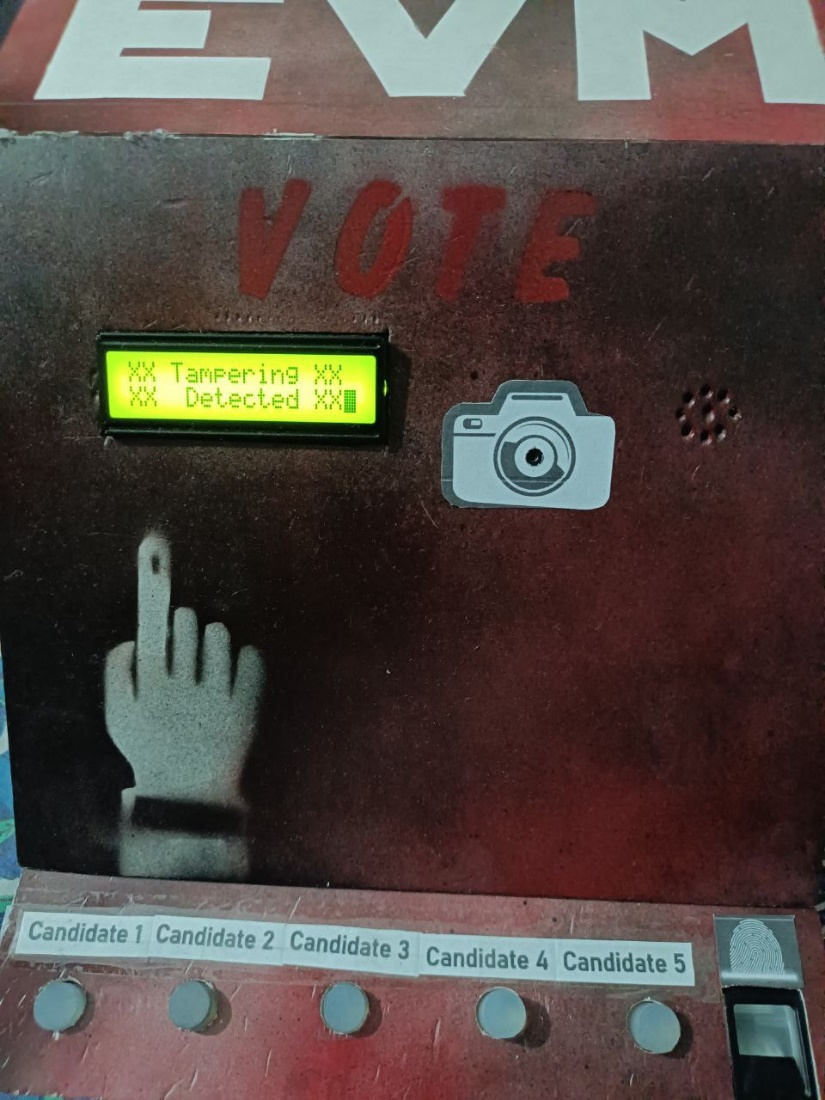 EVM
VOTE
XX Tampering XX
XX Detected XX
Candidate 1
Candidate 2
Candidate 3
Candidate 4
Candidate 5